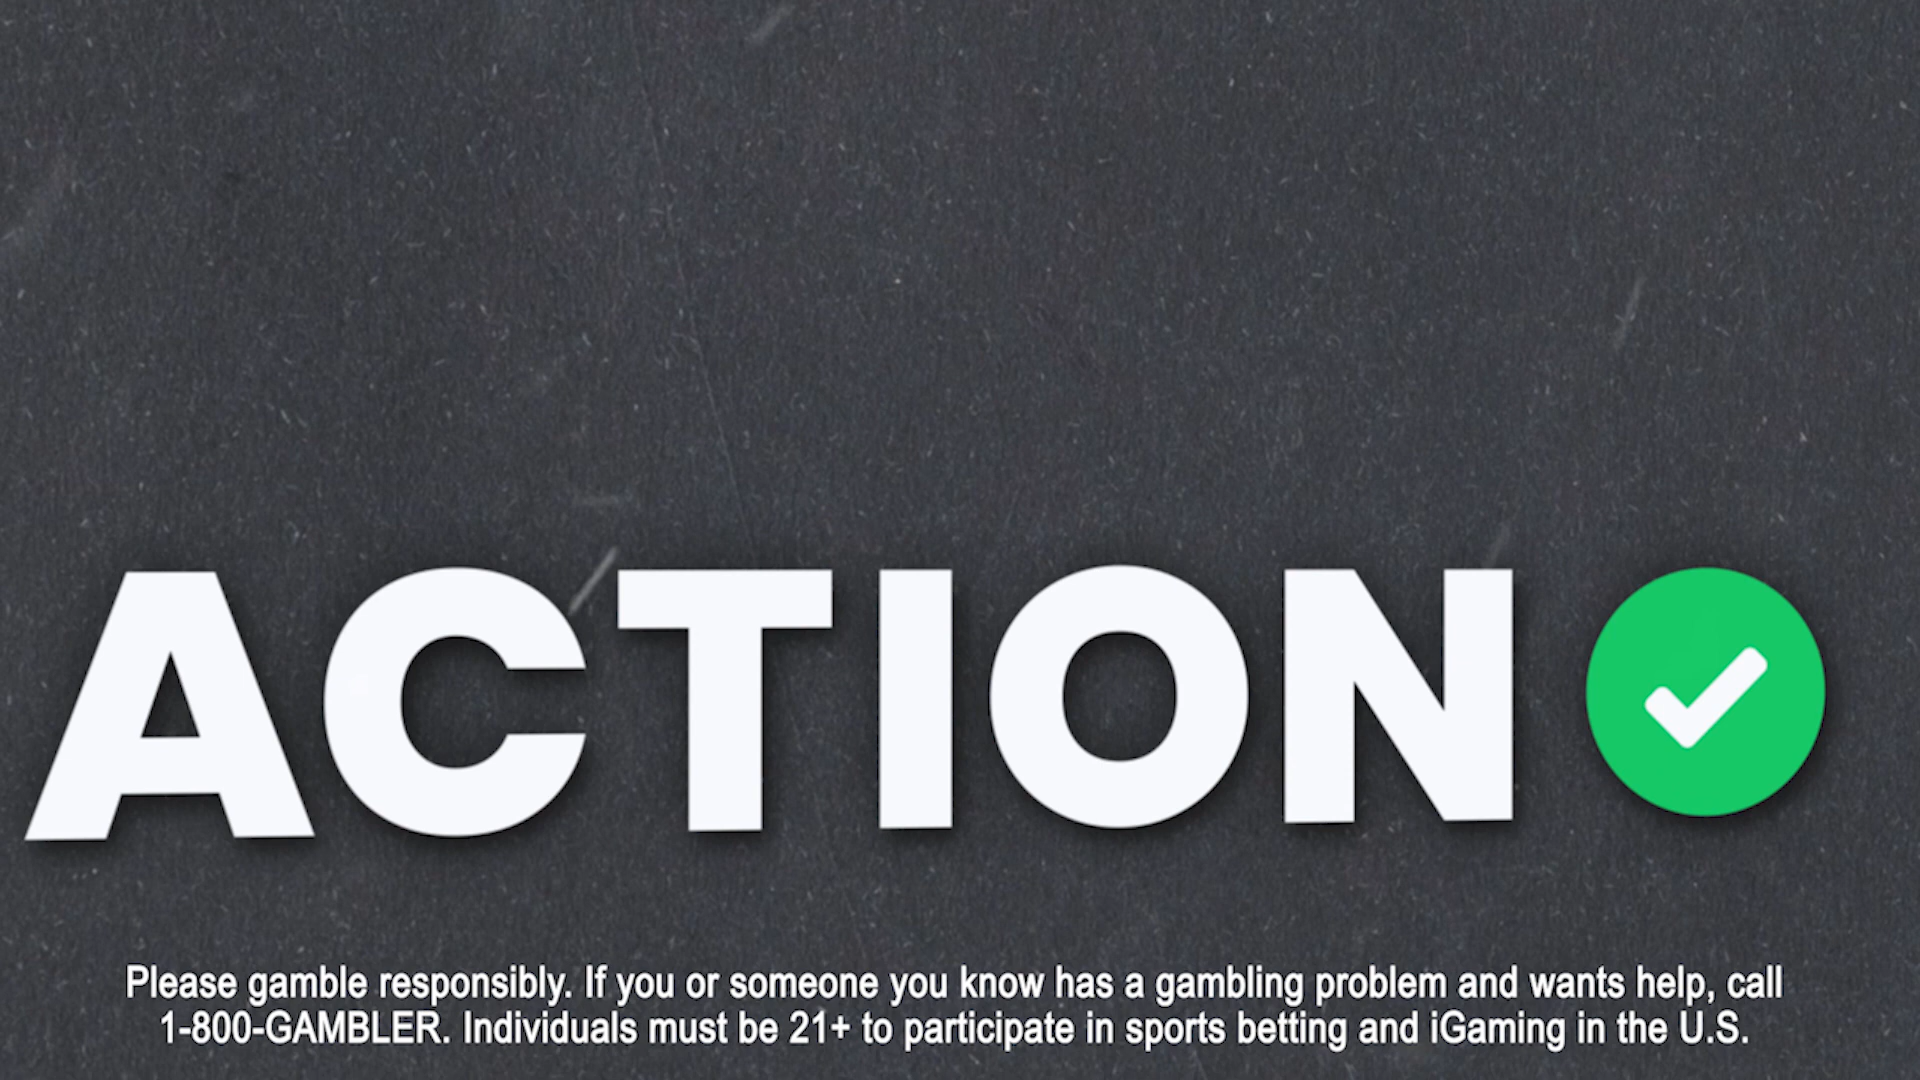 ACTION
Please gamble responsibly. If you or someone you know has a gambling problem and wants help, call
1-800-GAMBLER. Individuals must be 21+ to participate in sports betting and iGaming in the U.S.